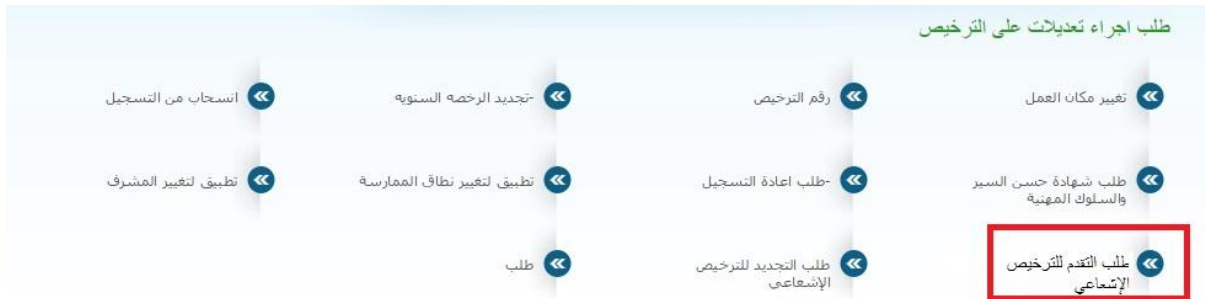 طلب اجراء تعديلات على الترخيص
تغيير مكان العمل
رقم الترخيص
-تجديد الرخصه السنويه
انسحاب من التسجيل
طلب شهادة حسن السير
والسلوك المهنية
-طلب اعادة التسجيل
تطبيق لتغيير نطاق الممارسة
تطبيق لتغيير المشرف
طلب التقدم للترخيص
الإشعاعي
طلب التجديد للترخيص
الإشعاعي
طلب